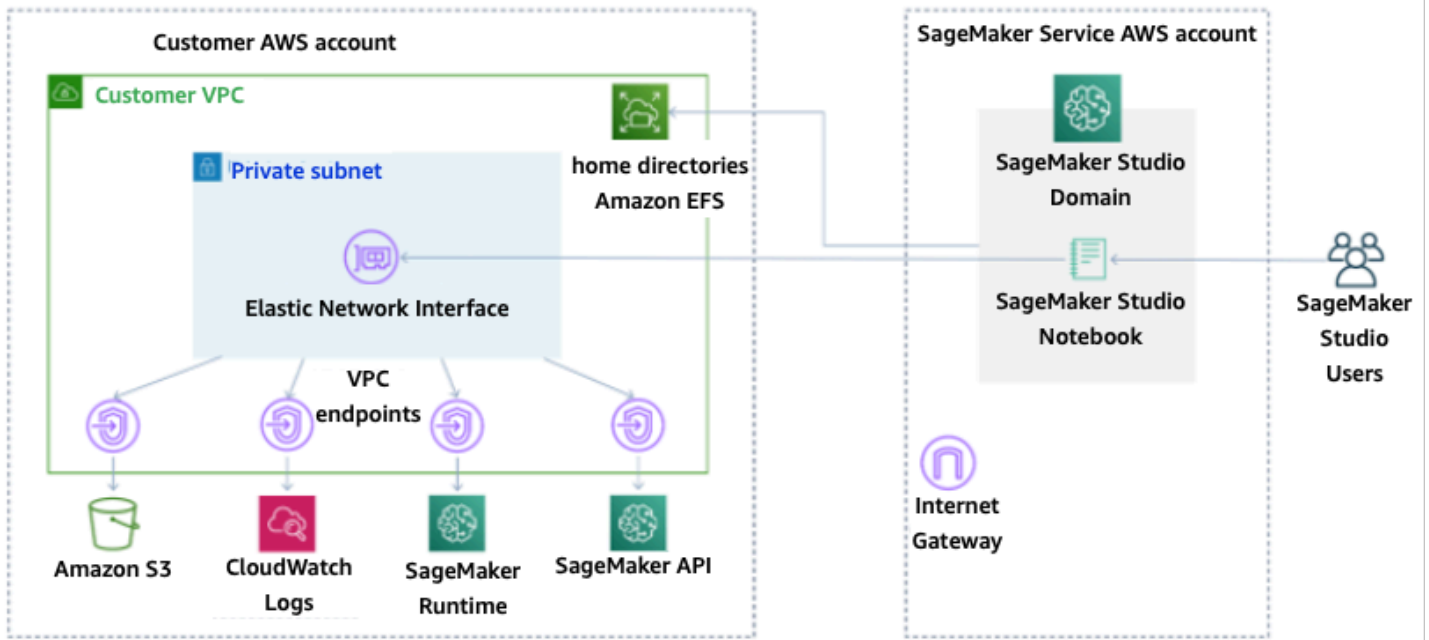 Customer AWS account
SageMaker Service AWS account
Customer VPC
home directories
Amazon EFS
Private subnet
Elastic Network Interface
VPC
endpoints
Amazon S3
CloudWatch
Logs
SageMaker
Runtime
SageMaker API
SageMaker Studio
Domain
SageMaker Studio
Notebook
SageMaker
Studio
Users
Internet
Gateway